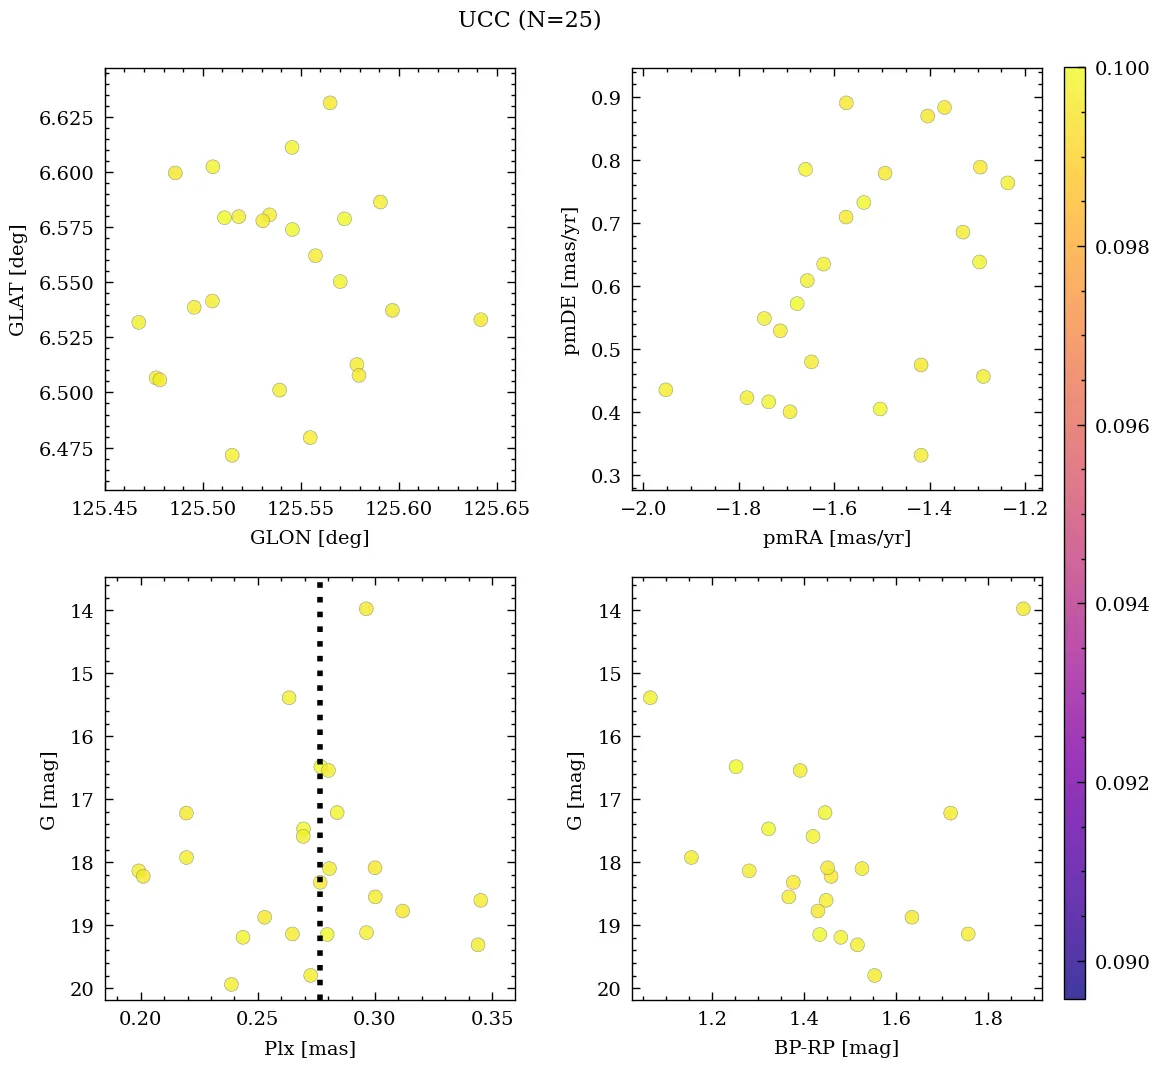 UCC (N=25)
6.625
6.600
6.575
6.550
6.525
6.500
6.475
GLAT [deg]
125.45 125.50 125.55 125.60 125.65
GLON [deg]
0.9
0.8
0.7
0.6
0.5
0.4
0.3
pmDE [mas/yr]
−2.0 −1.8 −1.6 −1.4 −1.2
pmRA [mas/yr]
14
15
16
17
18
19
20
G [mag]
0.20 0.25 0.30 0.35
Plx [mas]
14
15
16
17
18
19
20
G [mag]
1.2 1.4 1.6 1.8
BP-RP [mag]
0.100
0.098
0.096
0.094
0.092
0.090